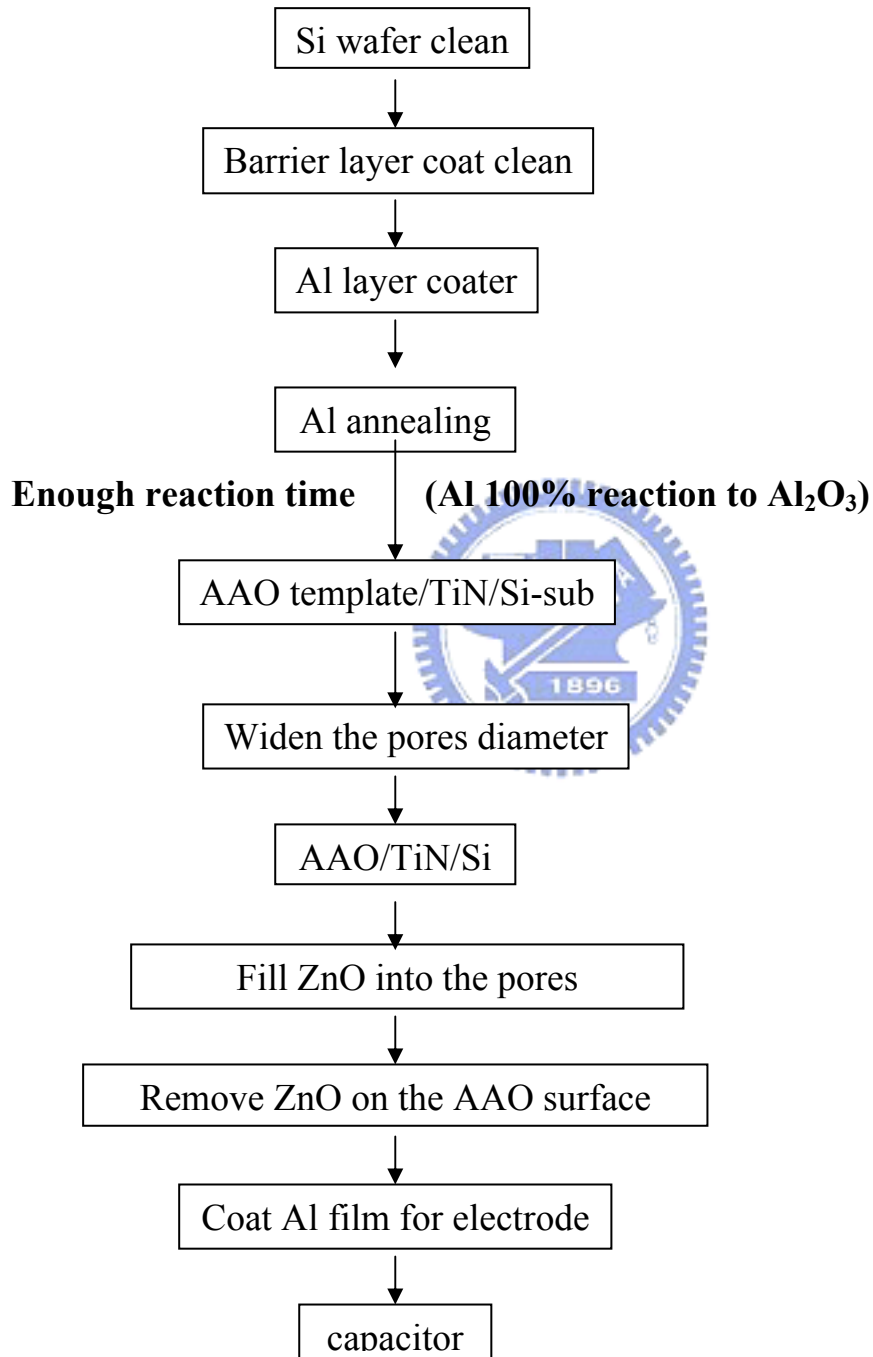 Si wafer clean
Barrier layer coat clean
Al layer coater
Al annealing
Enough reaction time (Al 100% reaction to Al₂O₃)
AAO template/TiN/Si-sub
1896
Widen the pores diameter
AAO/TiN/Si
Fill ZnO into the pores
Remove ZnO on the AAO surface
Coat Al film for electrode
capacitor